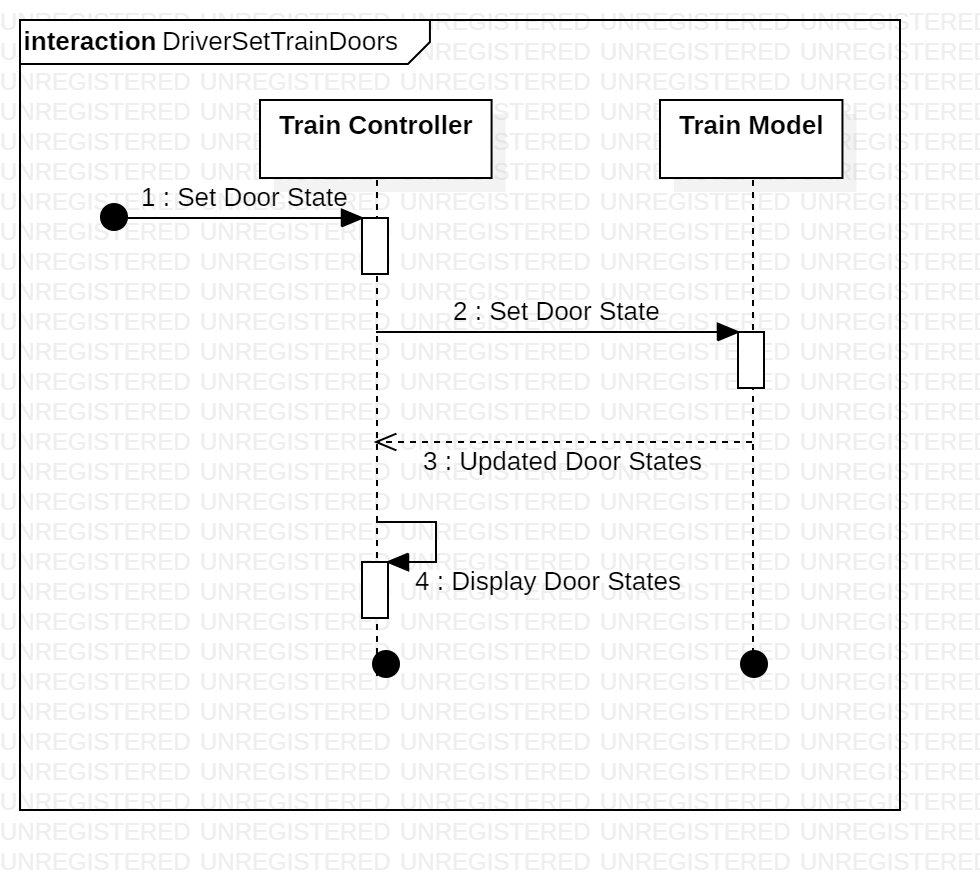 interaction DriverSetTrainDoors
Train Controller
Train Model
1 : Set Door State
2 : Set Door State
3 : Updated Door States
4 : Display Door States
UNREGISTERED UNREGISTERED UNREGISTERED UNREGISTERED UNREGISTERED